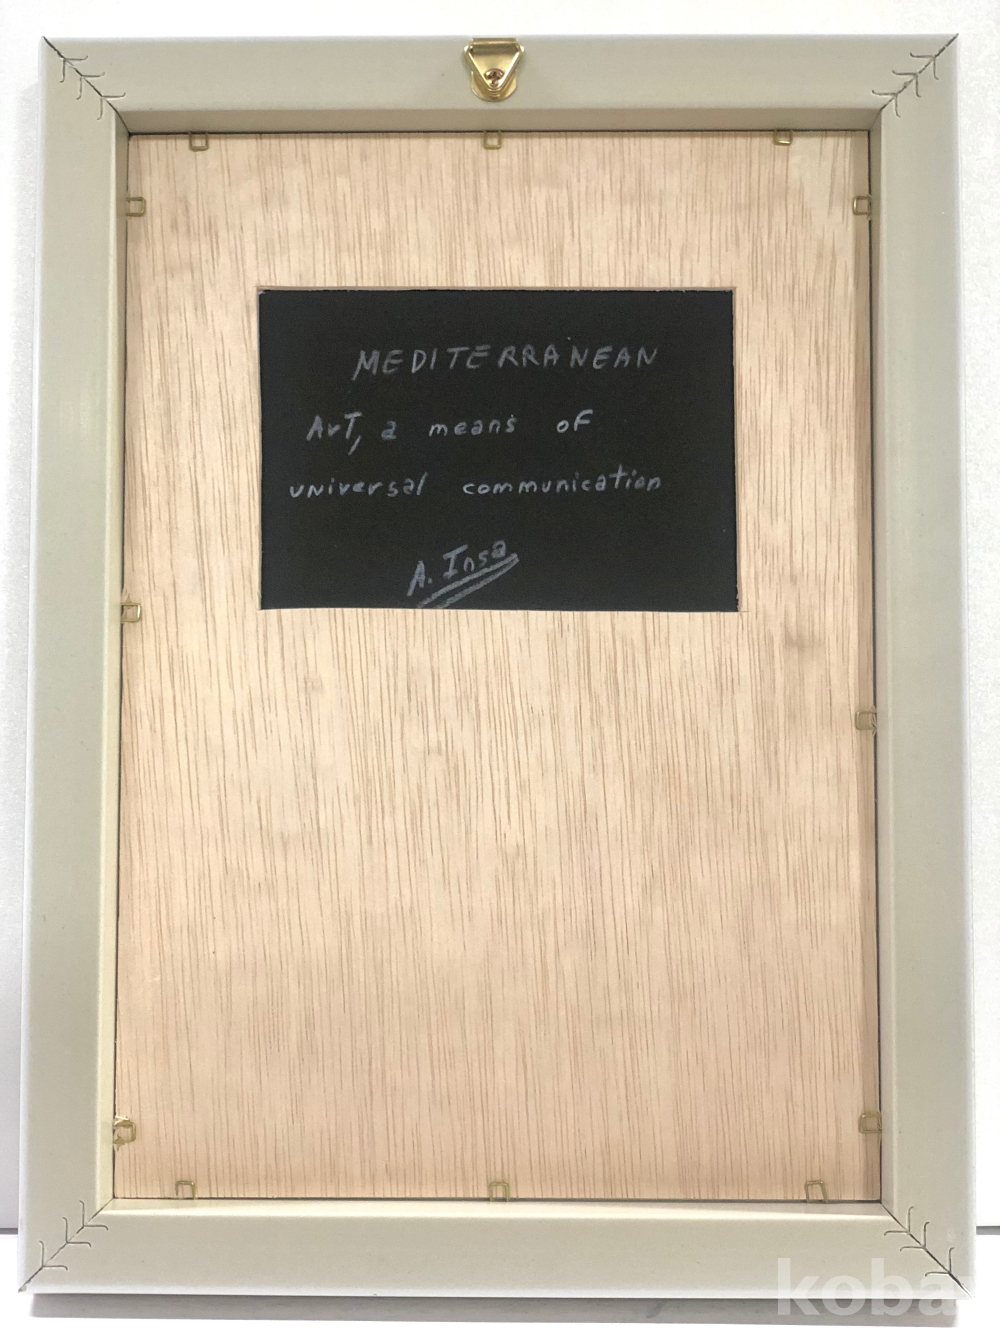 MEDITERRANEAN
ArT, a means of
universal communication
A. Insa
koba